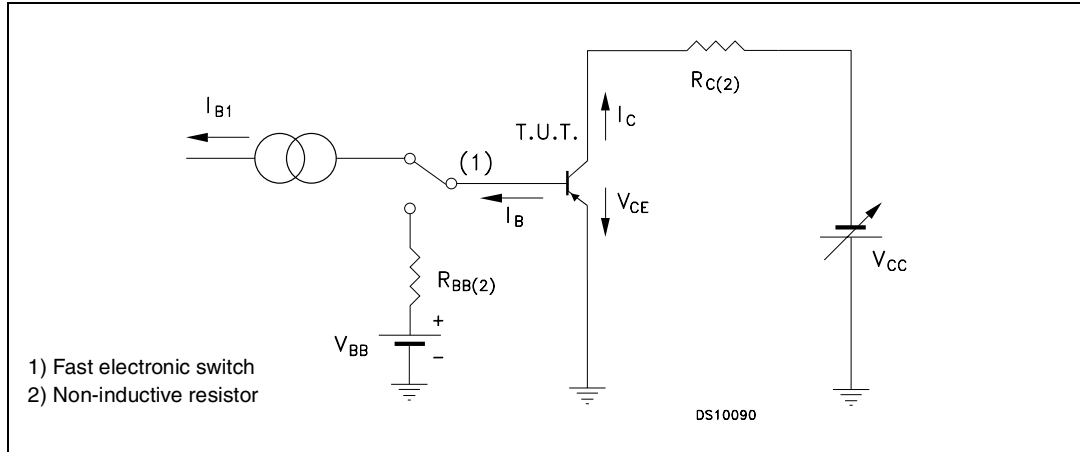 I_B1
(1)
I_B
T.U.T.
I_C
V_CE
R_C(2)
V_CC
R_BB(2)
V_BB
+
−
1) Fast electronic switch
2) Non-inductive resistor
DS10090